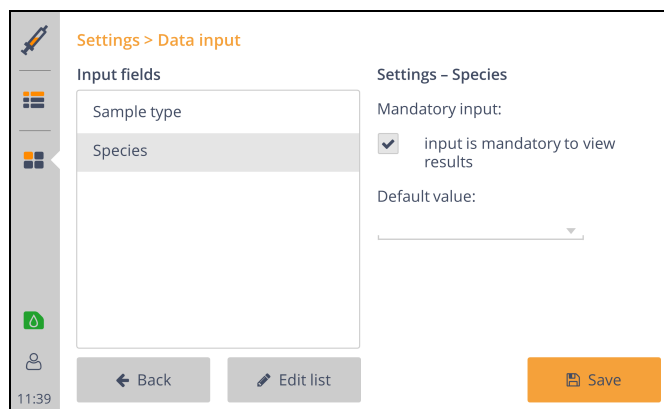 Settings > Data input
Input fields
Sample type
Species
Settings – Species
Mandatory input:
input is mandatory to view
results
Default value:
Back
Edit list
Save
11:39